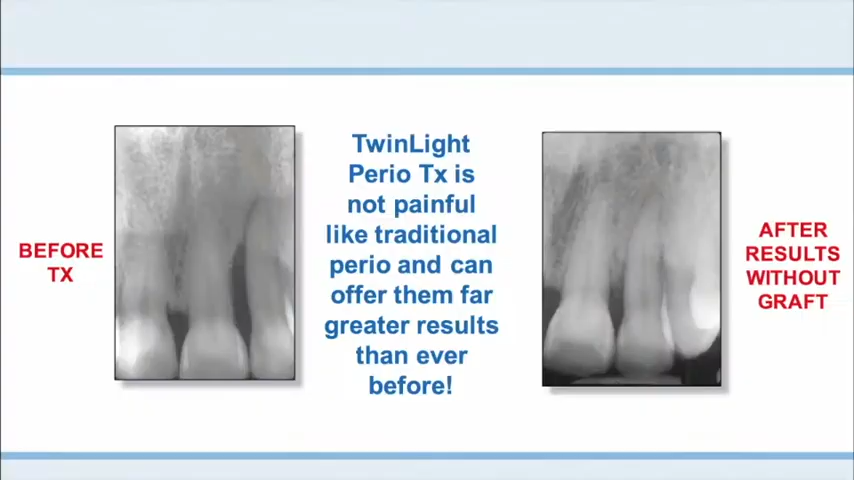 BEFORE
TX
TwinLight
Perio Tx is
not painful
like traditional
perio and can
offer them far
greater results
than ever
before!
AFTER
RESULTS
WITHOUT
GRAFT